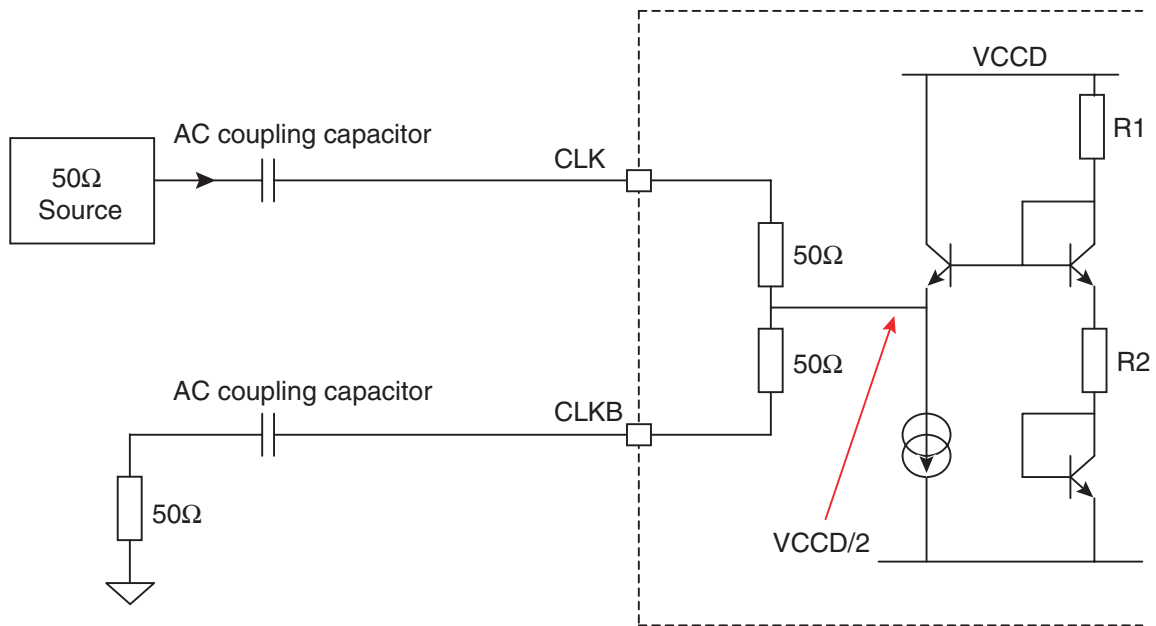 VCCD
R1
AC coupling capacitor
CLK
50Ω
Source
50Ω
50Ω
R2
AC coupling capacitor
CLKB
50Ω
VCCD/2